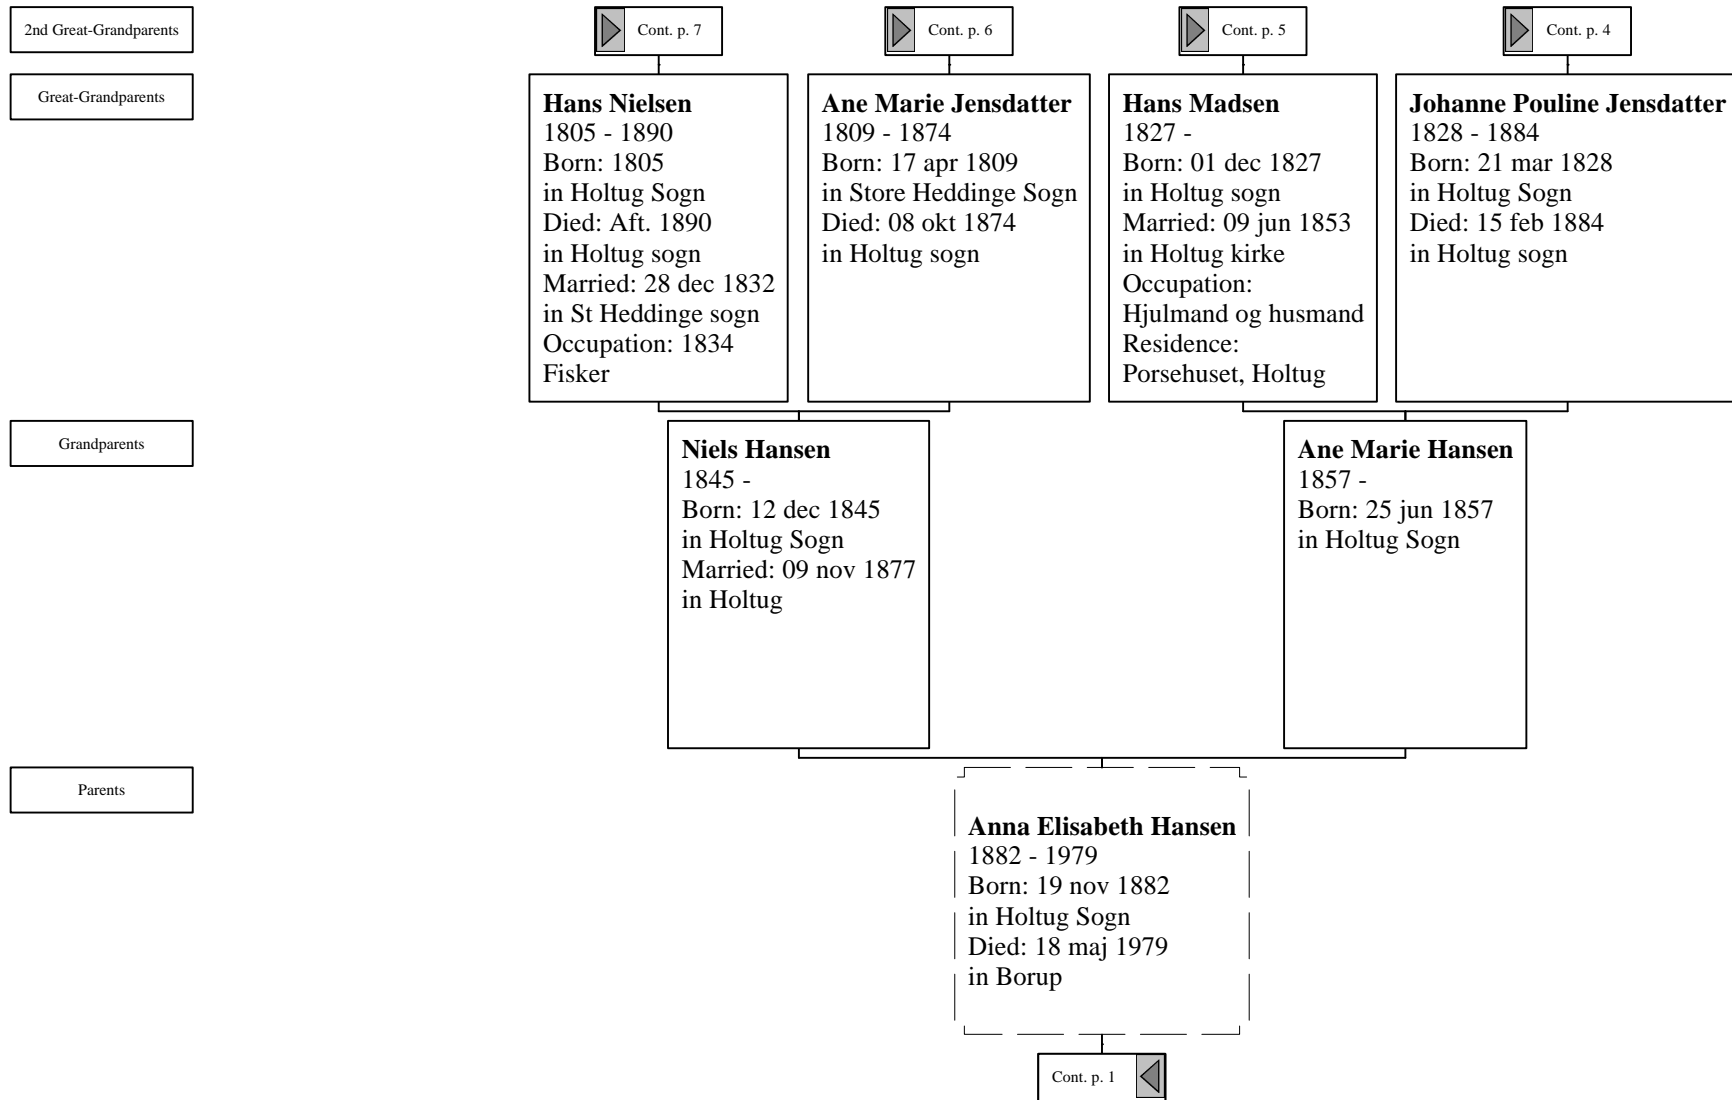 2nd Great-Grandparents
Cont. p. 7
Cont. p. 6
Cont. p. 5
Cont. p. 4
Great-Grandparents
Hans Nielsen
1805 - 1890
Born: 1805
in Holtug Sogn
Died: Aft. 1890
in Holtug sogn
Married: 28 dec 1832
in St Heddinge sogn
Occupation: 1834
Fisker
Ane Marie Jensdatter
1809 - 1874
Born: 17 apr 1809
in Store Heddinge Sogn
Died: 08 okt 1874
in Holtug sogn
Hans Madsen
1827 -
Born: 01 dec 1827
in Holtug sogn
Married: 09 jun 1853
in Holtug kirke
Occupation:
Hjulmand og husmand
Residence:
Porsehuset, Holtug
Johanne Pouline Jensdatter
1828 - 1884
Born: 21 mar 1828
in Holtug Sogn
Died: 15 feb 1884
in Holtug sogn
Grandparents
Niels Hansen
1845 -
Born: 12 dec 1845
in Holtug Sogn
Married: 09 nov 1877
in Holtug
Ane Marie Hansen
1857 -
Born: 25 jun 1857
in Holtug Sogn
Parents
Anna Elisabeth Hansen
1882 - 1979
Born: 19 nov 1882
in Holtug Sogn
Died: 18 maj 1979
in Borup
Cont. p. 1